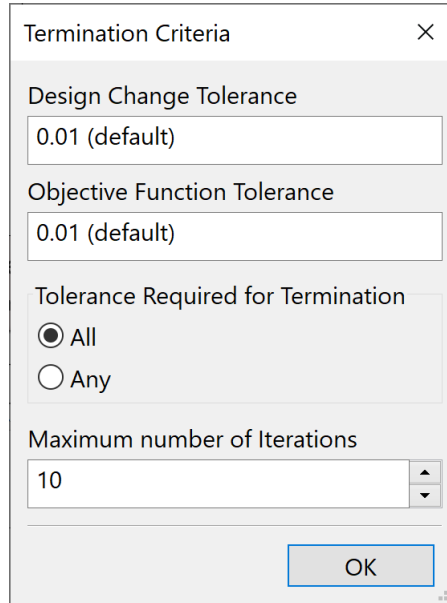 Termination Criteria
Design Change Tolerance
0.01 (default)
Objective Function Tolerance
0.01 (default)
Tolerance Required for Termination
All
Any
Maximum number of Iterations
10
OK